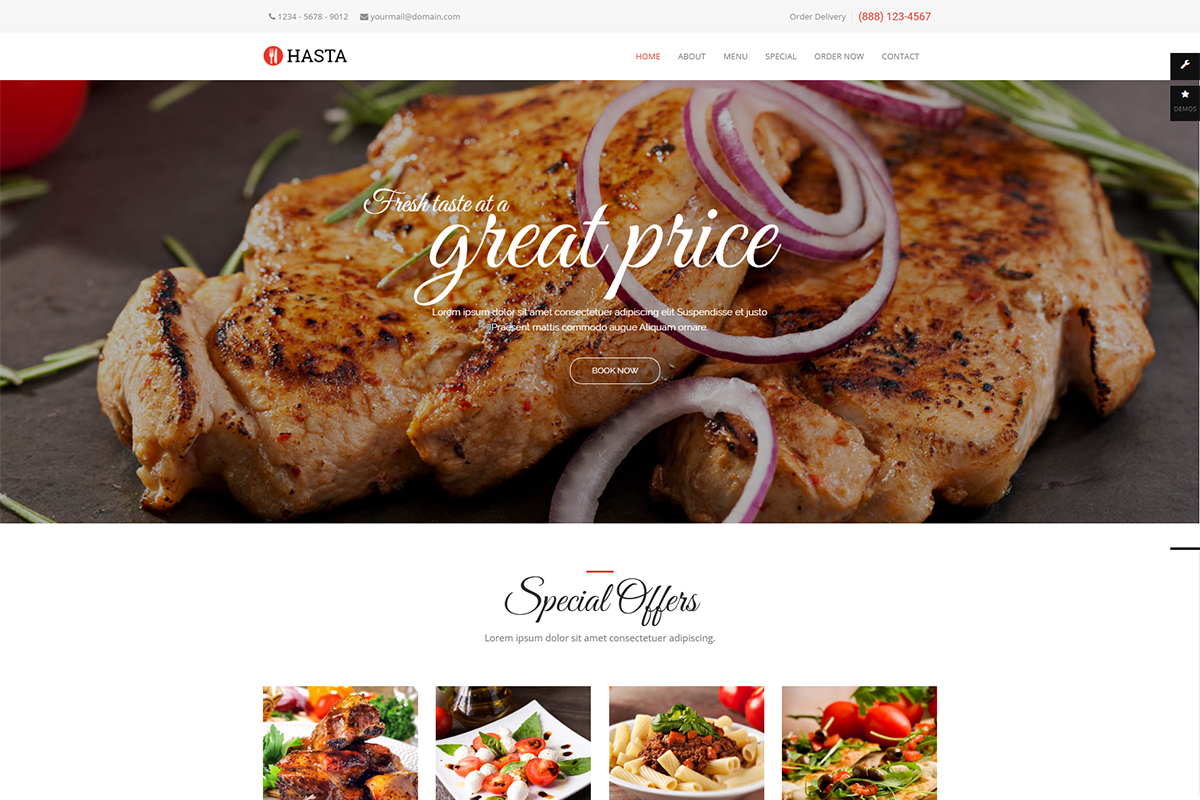 1234 - 5678 - 9012 yourmail@domain.com Order Delivery (888) 123-4567
HASTA HOME ABOUT MENU SPECIAL ORDER NOW CONTACT
DEMOS
Fresh taste at a
great price
Lorem ipsum dolor sit amet consectetuer adipiscing elit Suspendisse et justo
Praesent mattis commodo augue Aliquam ornare
BOOK NOW
Special Offers
Lorem ipsum dolor sit amet consectetuer adipiscing.